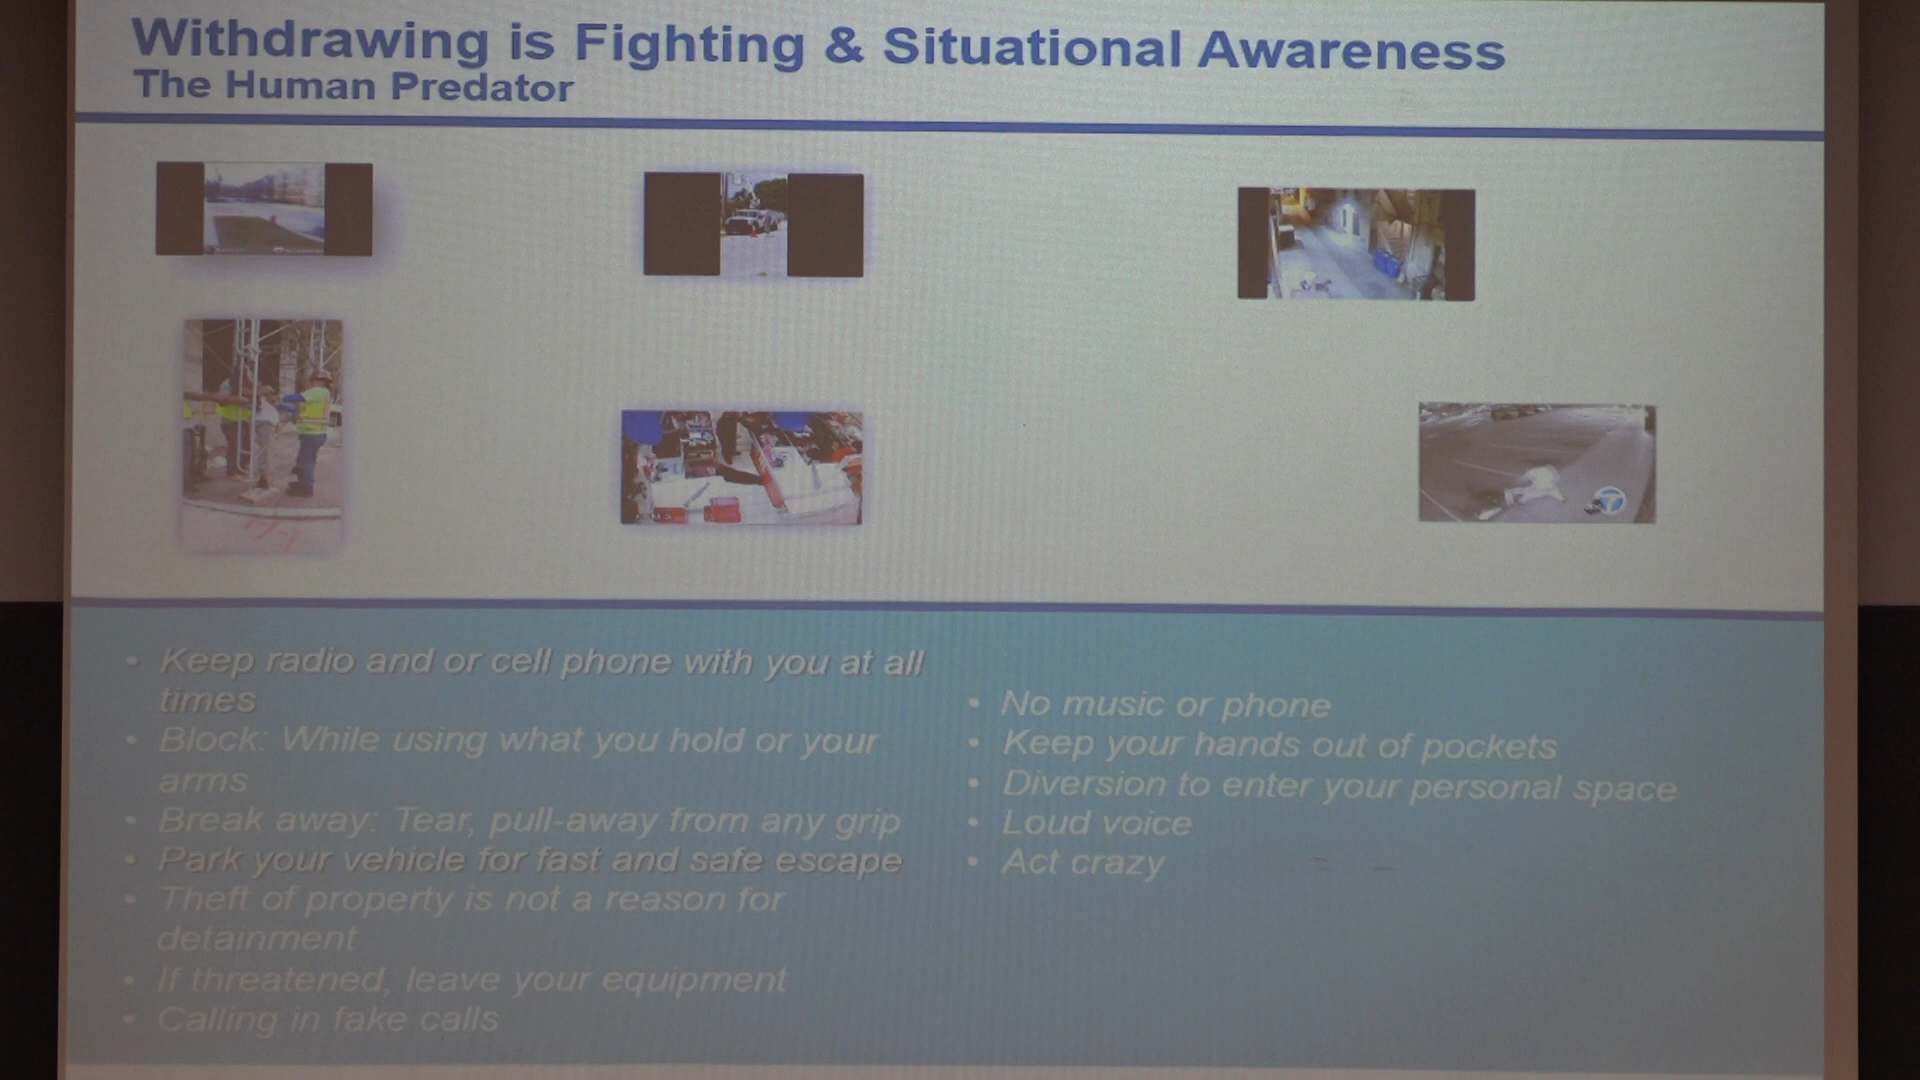 Withdrawing is Fighting & Situational Awareness
The Human Predator
7
• Keep radio and or cell phone with you at all
times
• Block: While using what you hold or your
arms
• Break away: Tear, pull-away from any grip
• Park your vehicle for fast and safe escape
• Theft of property is not a reason for
detainment
• If threatened, leave your equipment
• Calling in fake calls
• No music or phone
• Keep your hands out of pockets
• Diversion to enter your personal space
• Loud voice
• Act crazy